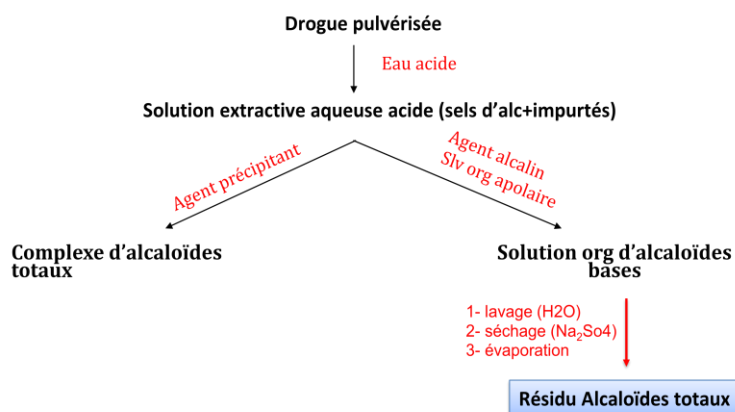 Drogue pulvérisée
Eau acide
Solution extractive aqueuse acide (sels d'alc+impurtés)
Agent précipitant
Agent alcalin
Slv org apolaire
Complexe d'alcaloïdes
totaux
Solution org d'alcaloïdes
bases
1- lavage (H2O)
2- séchage (Na₂So4)
3- évaporation
Résidu Alcaloïdes totaux